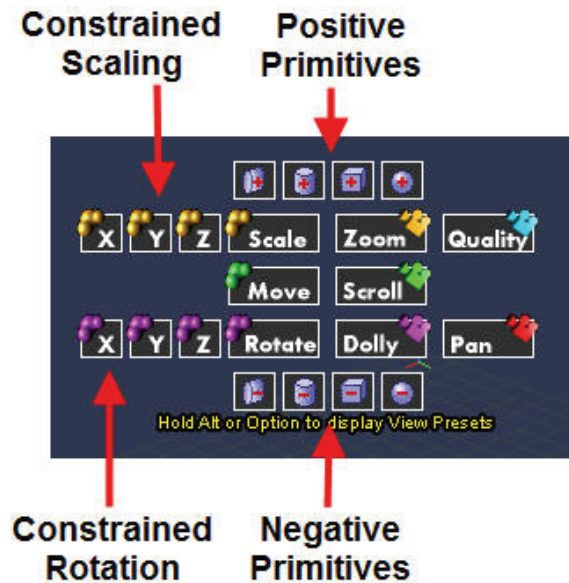 Constrained Scaling
Positive Primitives
X Y Z Scale Zoom Quality
Move Scroll
X Y Z Rotate Dolly Pan
Hold Alt or Option to display View Presets
Constrained Rotation
Negative Primitives